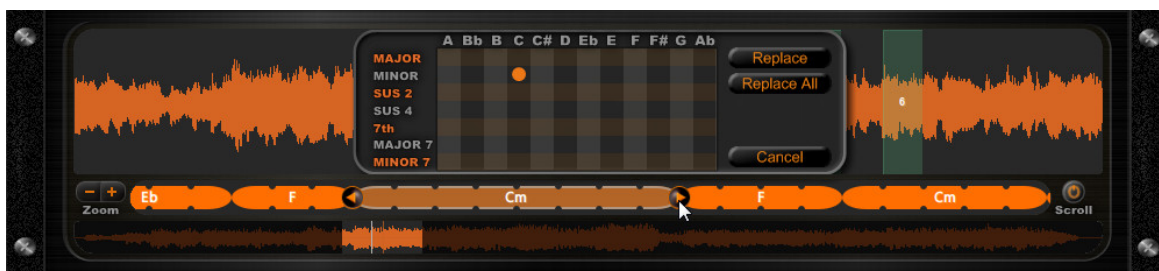 A Bb B C C# D Eb E F F# G Ab
MAJOR
MINOR
SUS 2
SUS 4
7th
MAJOR 7
MINOR 7
Replace
Replace All
Cancel
6
Eb F Cm F Cm
Zoom
Scroll